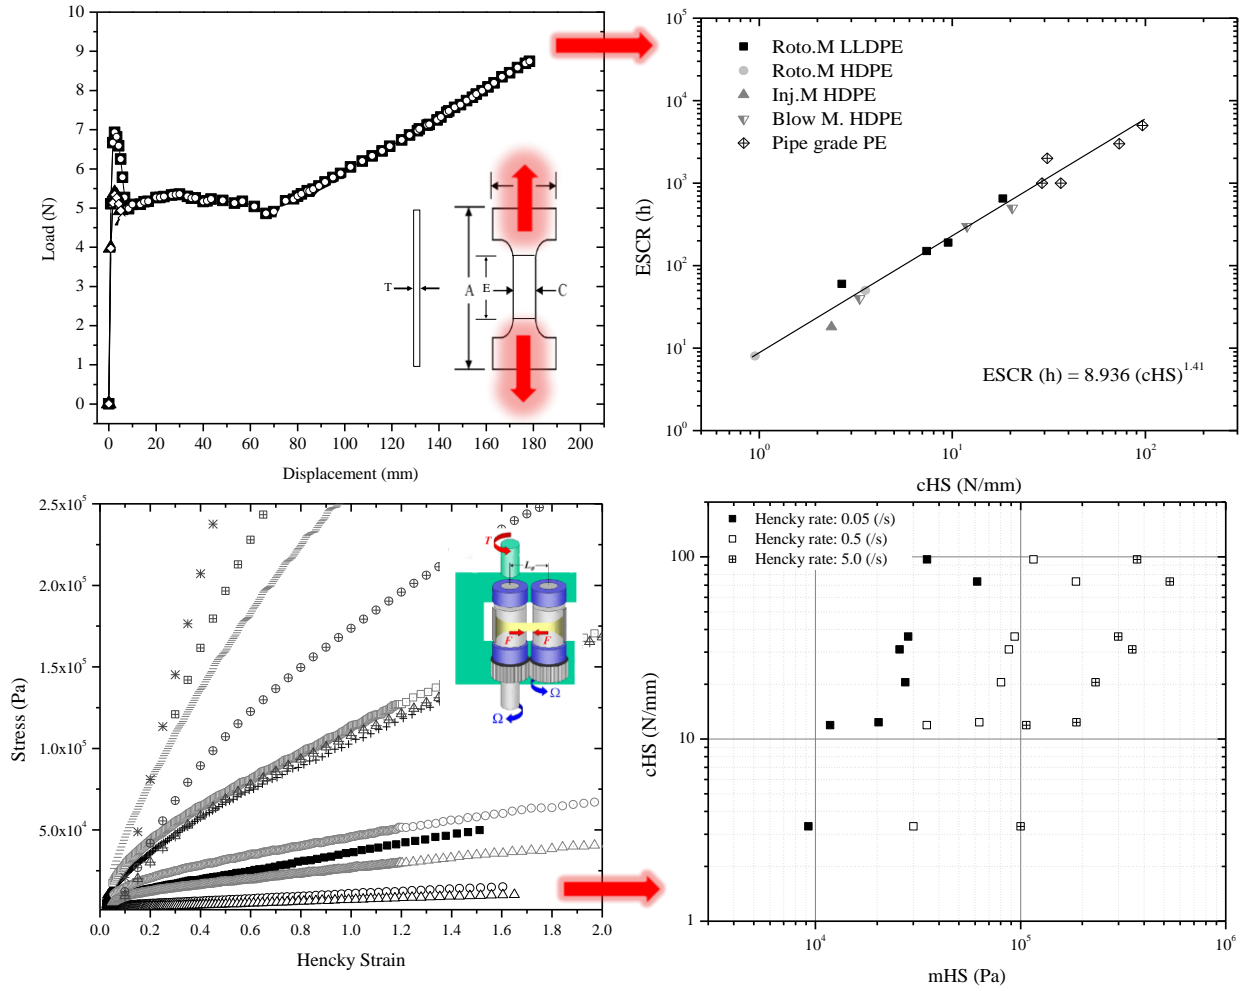 10
9
8
7
6
5
4
3
2
1
0
Load (N)
0 20 40 60 80 100 120 140 160 180 200
Displacement (mm)
T
A
E
C
10^5
10^4
10^3
10^2
10^1
10^0
ESCR (h)
Roto.M LLDPE
Roto.M HDPE
Inj.M HDPE
Blow M. HDPE
Pipe grade PE
ESCR (h) = 8.936 (cHS)^1.41
10^0 10^1 10^2
cHS (N/mm)
2.5x10^5
2.0x10^5
1.5x10^5
1.0x10^5
5.0x10^4
Stress (Pa)
0.0 0.2 0.4 0.6 0.8 1.0 1.2 1.4 1.6 1.8 2.0
Hencky Strain
T
L_o
F F
Ω
Ω
Hencky rate: 0.05 (/s)
Hencky rate: 0.5 (/s)
Hencky rate: 5.0 (/s)
100
10
1
cHS (N/mm)
10^4 10^5 10^6
mHS (Pa)